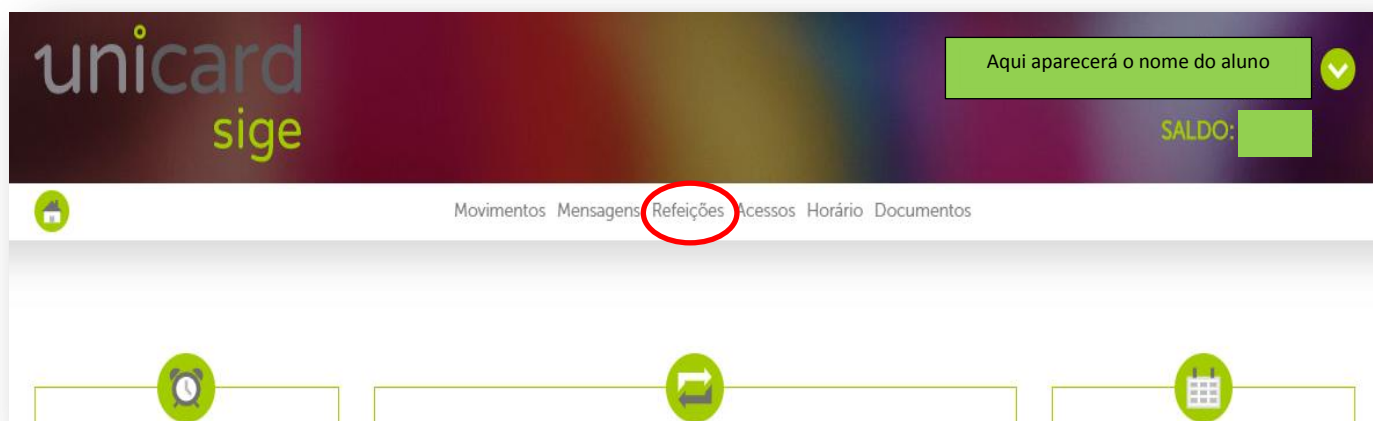 unicard
sige
Aqui aparecerá o nome do aluno
SALDO:
Movimentos Mensagens Refeições Acessos Horário Documentos